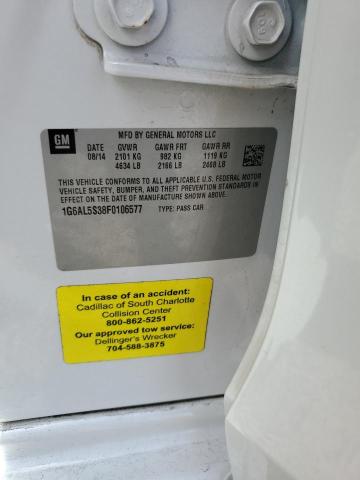 GM
MFD BY GENERAL MOTORS LLC
DATE GVWR GAWR FRT GAWR RR
08/14 2101 KG 982 KG 1119 KG
4634 LB 2166 LB 2468 LB
THIS VEHICLE CONFORMS TO ALL APPLICABLE U.S. FEDERAL MOTOR
VEHICLE SAFETY, BUMPER, AND THEFT PREVENTION STANDARDS
IN EFFECT ON THE DATE OF MANUFACTURE SHOWN ABOVE.
1G6AL5S38F0106577 TYPE: PASS CAR
In case of an accident:
Cadillac of South Charlotte
Collision Center
800-862-5251
Our approved tow service:
Dellinger's Wrecker
704-588-3875